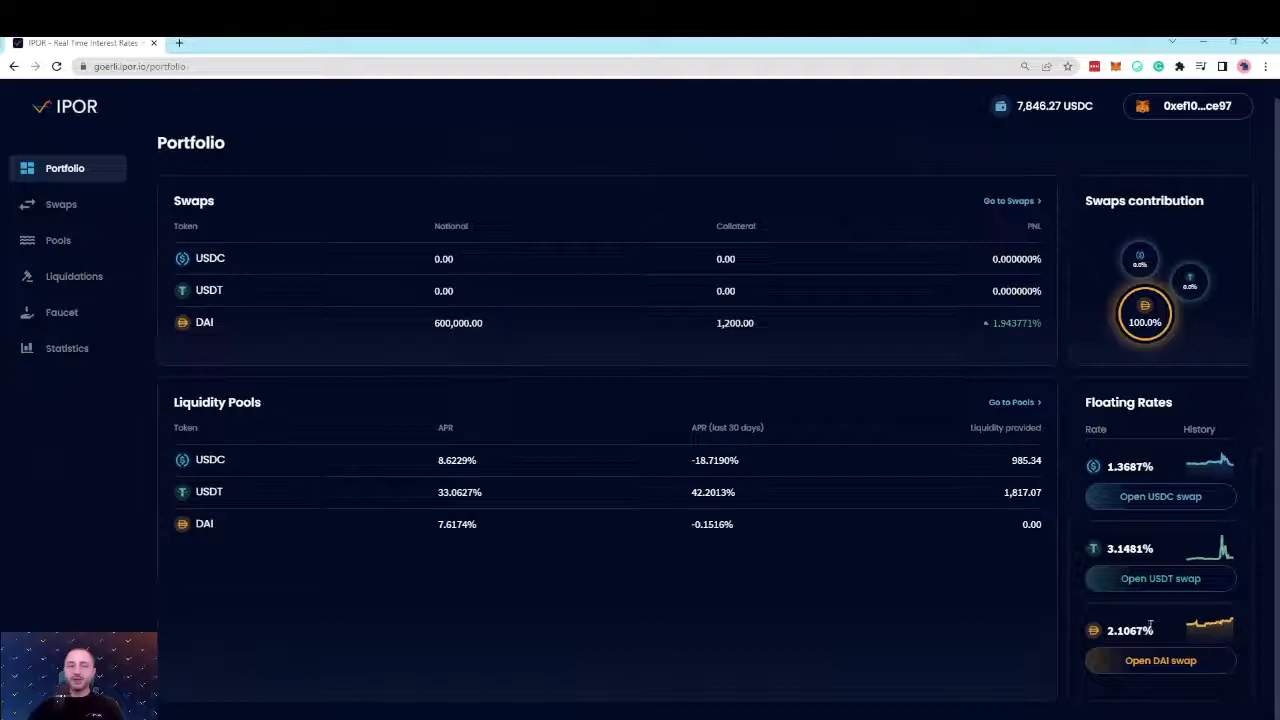 IPOR - Real Time Interest Rates
goerli.ipor.io/portfolio
IPOR
7,846.27 USDC
0xef10...ce97
Portfolio
Portfolio
Swaps
Pools
Liquidations
Faucet
Statistics
Swaps
Go to Swaps
Token Notional Collateral PNL
USDC 0.00 0.00 0.000000%
USDT 0.00 0.00 0.000000%
DAI 600,000.00 1,200.00 1.943771%
Swaps contribution
0.0%
0.0%
100.0%
Liquidity Pools
Go to Pools
Token APR APR (last 30 days) Liquidity provided
USDC 8.6229% -18.7190% 985.34
USDT 33.0627% 42.2013% 1,817.07
DAI 7.6174% -0.1516% 0.00
Floating Rates
Rate History
1.3687%
Open USDC swap
3.1481%
Open USDT swap
2.1067%
Open DAI swap